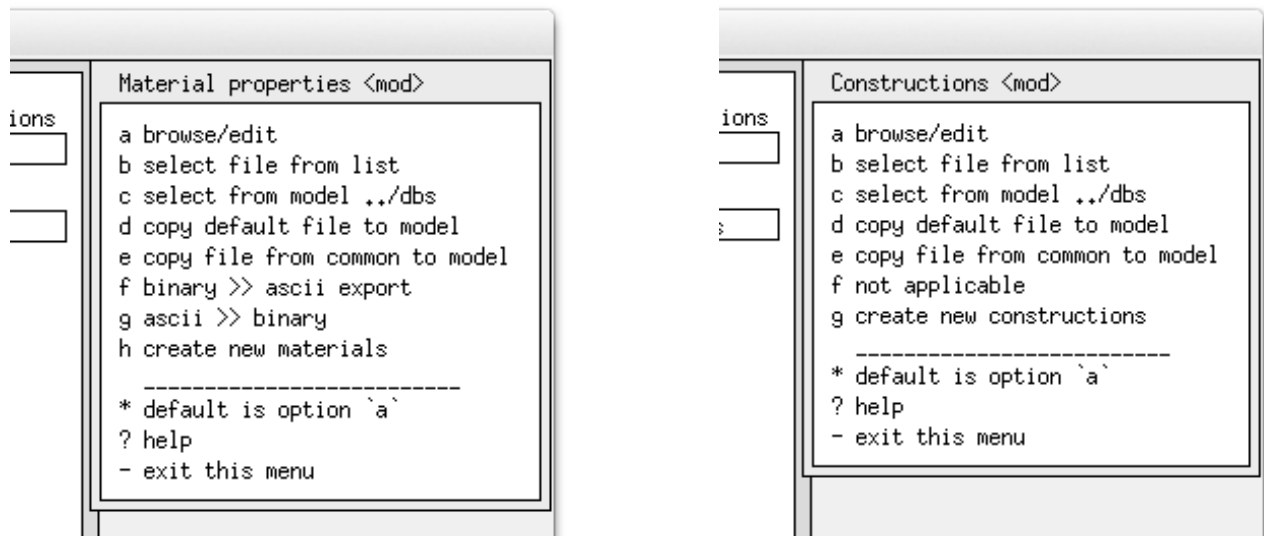 Material properties <mod>
ions
a browse/edit
b select file from list
c select from model ../dbs
d copy default file to model
e copy file from common to model
f binary >> ascii export
g ascii >> binary
h create new materials
__________________________
* default is option `a`
? help
- exit this menu
Constructions <mod>
ions
a browse/edit
b select file from list
c select from model ../dbs
d copy default file to model
s
e copy file from common to model
f not applicable
g create new constructions
__________________________
* default is option `a`
? help
- exit this menu